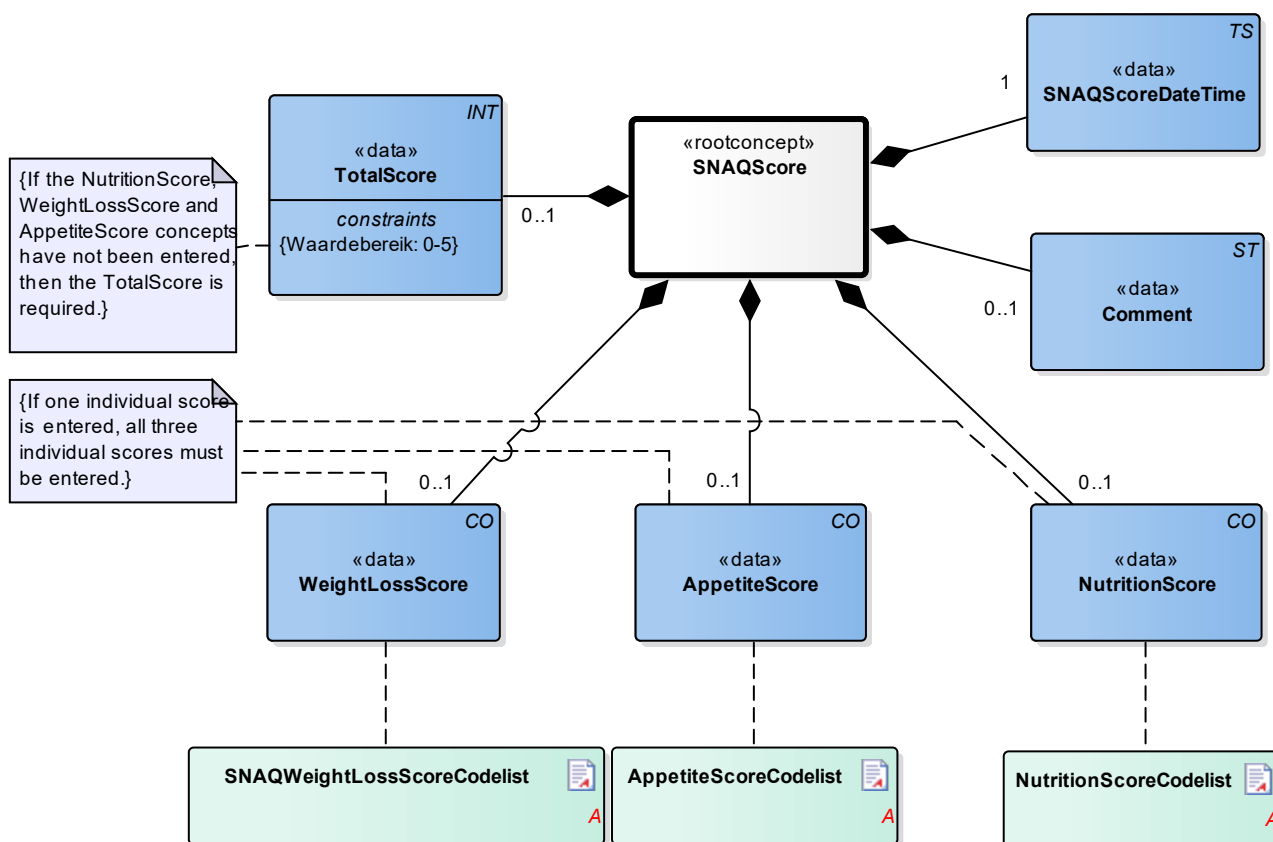 TS
«data»
SNAQScoreDateTime
1
INT
«data»
TotalScore
constraints
{Waardebereik: 0-5}
0..1
«rootconcept»
SNAQScore
{If the NutritionScore,
WeightLossScore and
AppetiteScore concepts
have not been entered,
then the TotalScore is
required.}
ST
«data»
Comment
0..1
{If one individual score
is entered, all three
individual scores must
be entered.}
0..1
0..1
0..1
CO
«data»
WeightLossScore
CO
«data»
AppetiteScore
CO
«data»
NutritionScore
SNAQWeightLossScoreCodelist
A
AppetiteScoreCodelist
A
NutritionScoreCodelist
A